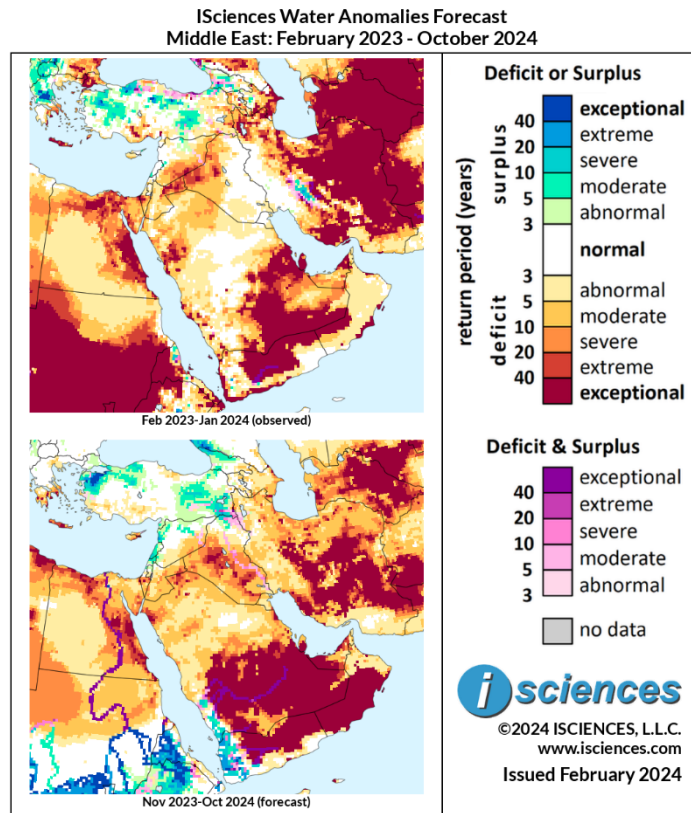 ISciences Water Anomalies Forecast
Middle East: February 2023 - October 2024
Feb 2023-Jan 2024 (observed)
Nov 2023-Oct 2024 (forecast)
Deficit or Surplus
return period (years)
surplus
deficit
exceptional
40
extreme
20
severe
10
moderate
5
abnormal
3
normal
3
abnormal
5
moderate
10
severe
20
extreme
40
exceptional
Deficit & Surplus
exceptional
40
extreme
20
severe
10
moderate
5
abnormal
3
no data
i sciences
©2024 ISCIENCES, L.L.C.
www.isciences.com
Issued February 2024